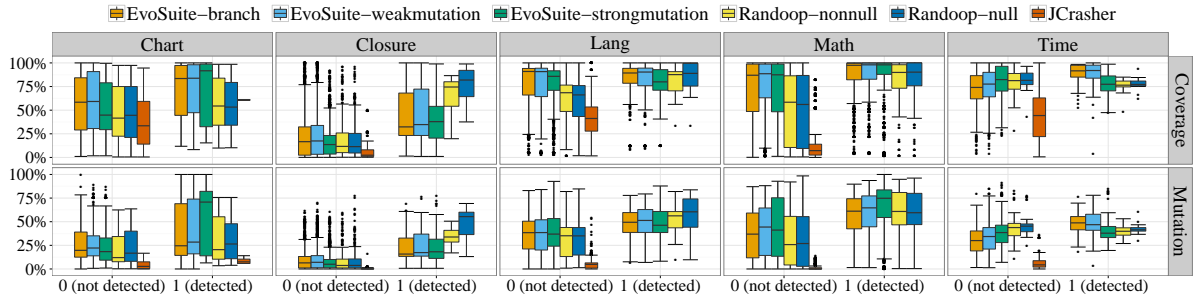 EvoSuite−branch EvoSuite−weakmutation EvoSuite−strongmutation Randoop−nonnull Randoop−null JCrasher
Chart Closure Lang Math Time
100%
75%
50%
25%
0%
Coverage
100%
75%
50%
25%
0%
Mutation
0 (not detected) 1 (detected) 0 (not detected) 1 (detected) 0 (not detected) 1 (detected) 0 (not detected) 1 (detected) 0 (not detected) 1 (detected)